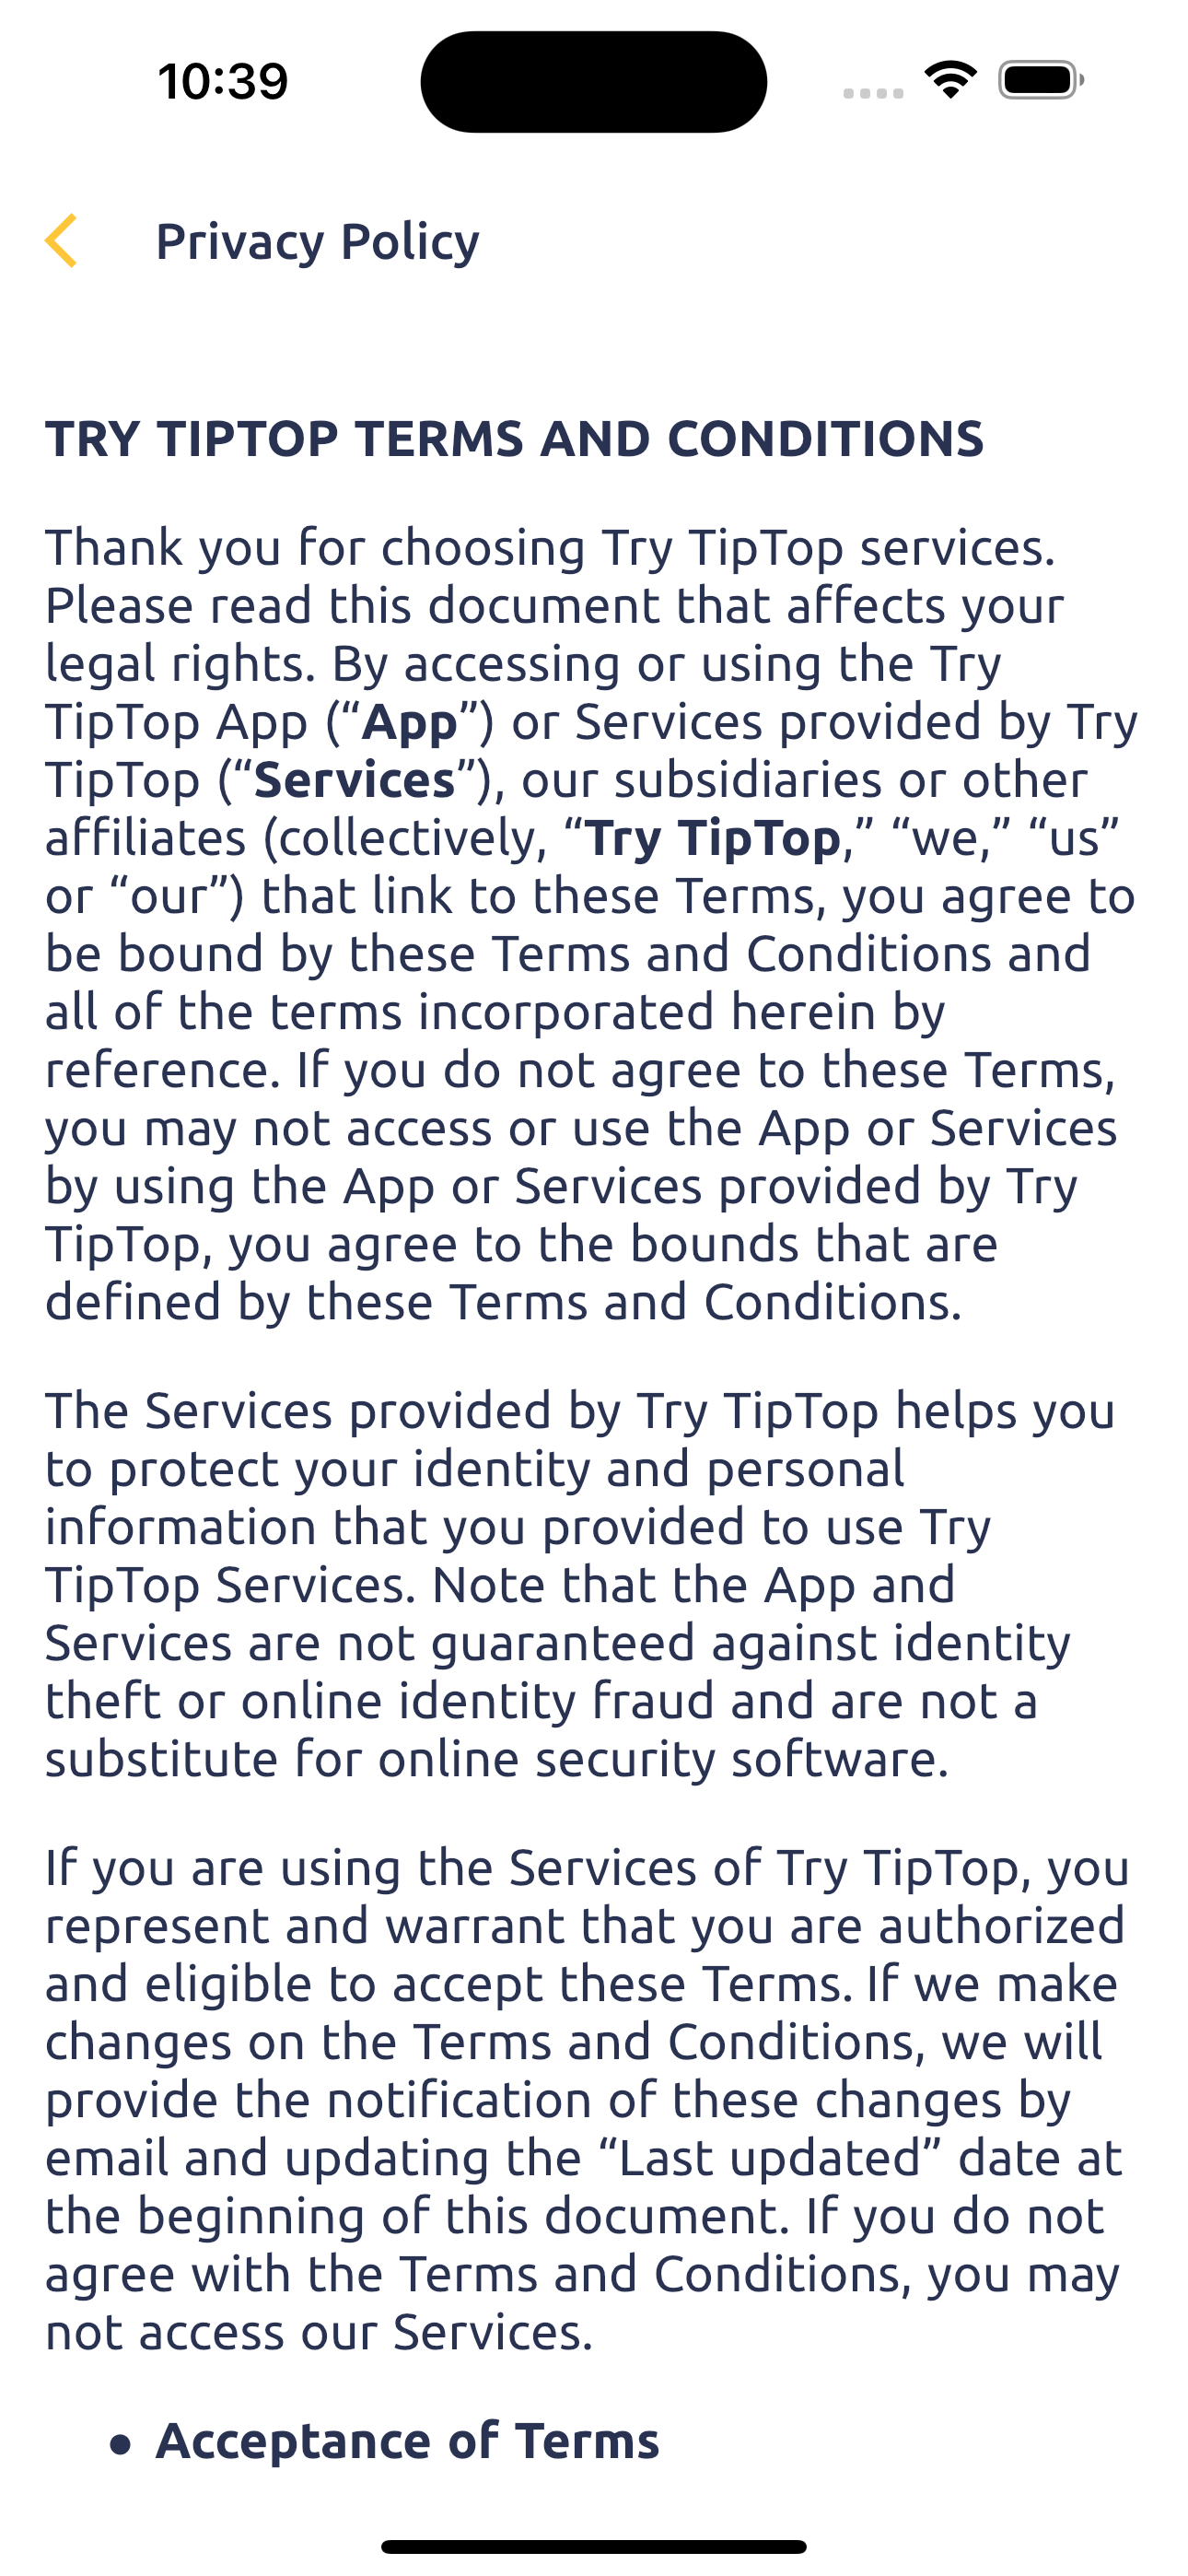 10:39
Privacy Policy
TRY TIPTOP TERMS AND CONDITIONS
Thank you for choosing Try TipTop services.
Please read this document that affects your
legal rights. By accessing or using the Try
TipTop App (“App”) or Services provided by Try
TipTop (“Services”), our subsidiaries or other
affiliates (collectively, “Try TipTop,” “we,” “us”
or “our”) that link to these Terms, you agree to
be bound by these Terms and Conditions and
all of the terms incorporated herein by
reference. If you do not agree to these Terms,
you may not access or use the App or Services
by using the App or Services provided by Try
TipTop, you agree to the bounds that are
defined by these Terms and Conditions.
The Services provided by Try TipTop helps you
to protect your identity and personal
information that you provided to use Try
TipTop Services. Note that the App and
Services are not guaranteed against identity
theft or online identity fraud and are not a
substitute for online security software.
If you are using the Services of Try TipTop, you
represent and warrant that you are authorized
and eligible to accept these Terms. If we make
changes on the Terms and Conditions, we will
provide the notification of these changes by
email and updating the “Last updated” date at
the beginning of this document. If you do not
agree with the Terms and Conditions, you may
not access our Services.
• Acceptance of Terms